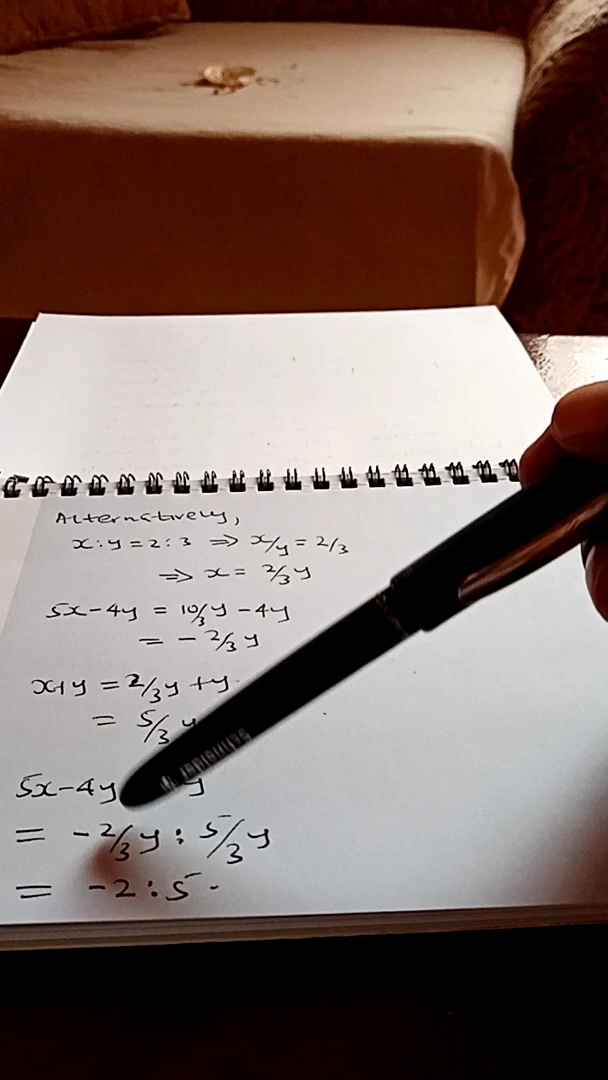 Alternatively,
x:y = 2:3 ⇒ x/y = 2/3
⇒ x = 2/3 y
5x-4y = 10/3 y - 4y
= - 2/3 y
x+y = 2/3 y + y.
= 5/3 y
5x-4y y
= - 2/3 y : 5/3 y
= -2 : 5.